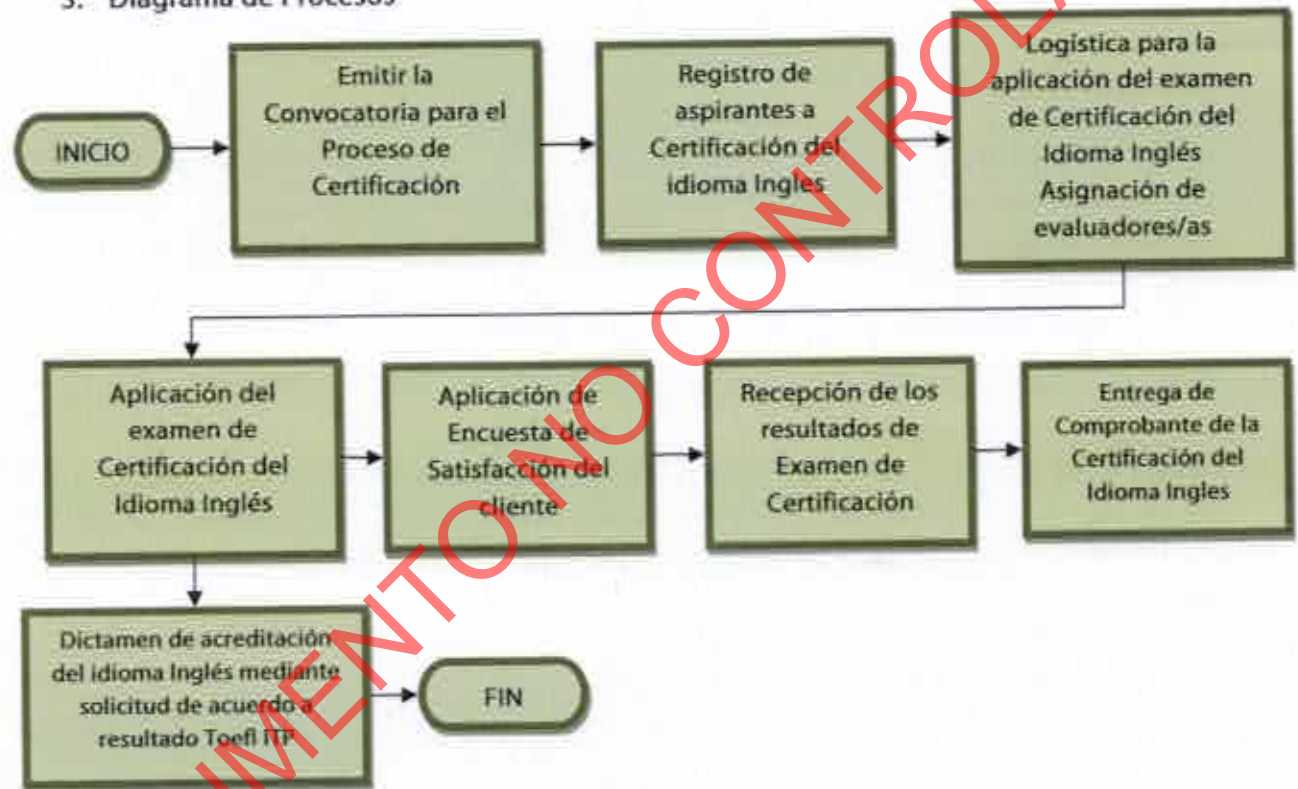 3. Diagrama de Procesos
INICIO
Emitir la
Convocatoria para el
Proceso de
Certificación
Registro de
aspirantes a
Certificación del
idioma Ingles
Logística para la
aplicación del examen
de Certificación del
Idioma Inglés
Asignación de
evaluadores/as
Aplicación del
examen de
Certificación del
Idioma Inglés
Aplicación de
Encuesta de
Satisfacción del
cliente
Recepción de los
resultados de
Examen de
Certificación
Entrega de
Comprobante de la
Certificación del
Idioma Ingles
Dictamen de acreditación
del idioma Inglés mediante
solicitud de acuerdo a
resultado Toefl ITP
FIN
UMENTO NO CONTROLA